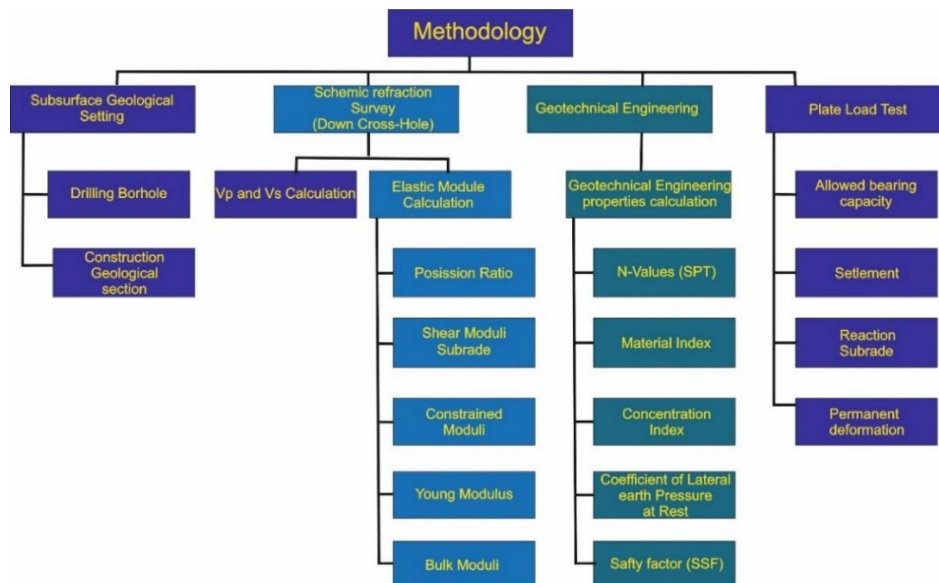 Methodology
Subsurface Geological
Setting
Drilling Borhole
Construction
Geological
section
Schemic refraction
Survey
(Down Cross-Hole)
Vp and Vs Calculation
Elastic Module
Calculation
Posission Ratio
Shear Moduli
Subrade
Constrained
Moduli
Young Modulus
Bulk Moduli
Geotechnical Engineering
Geotechnical Engineering
properties calculation
N-Values (SPT)
Material Index
Concentration
Index
Coefficient of Lateral
earth Pressure
at Rest
Safty factor (SSF)
Plate Load Test
Allowed bearing
capacity
Setlement
Reaction
Subrade
Permanent
deformation